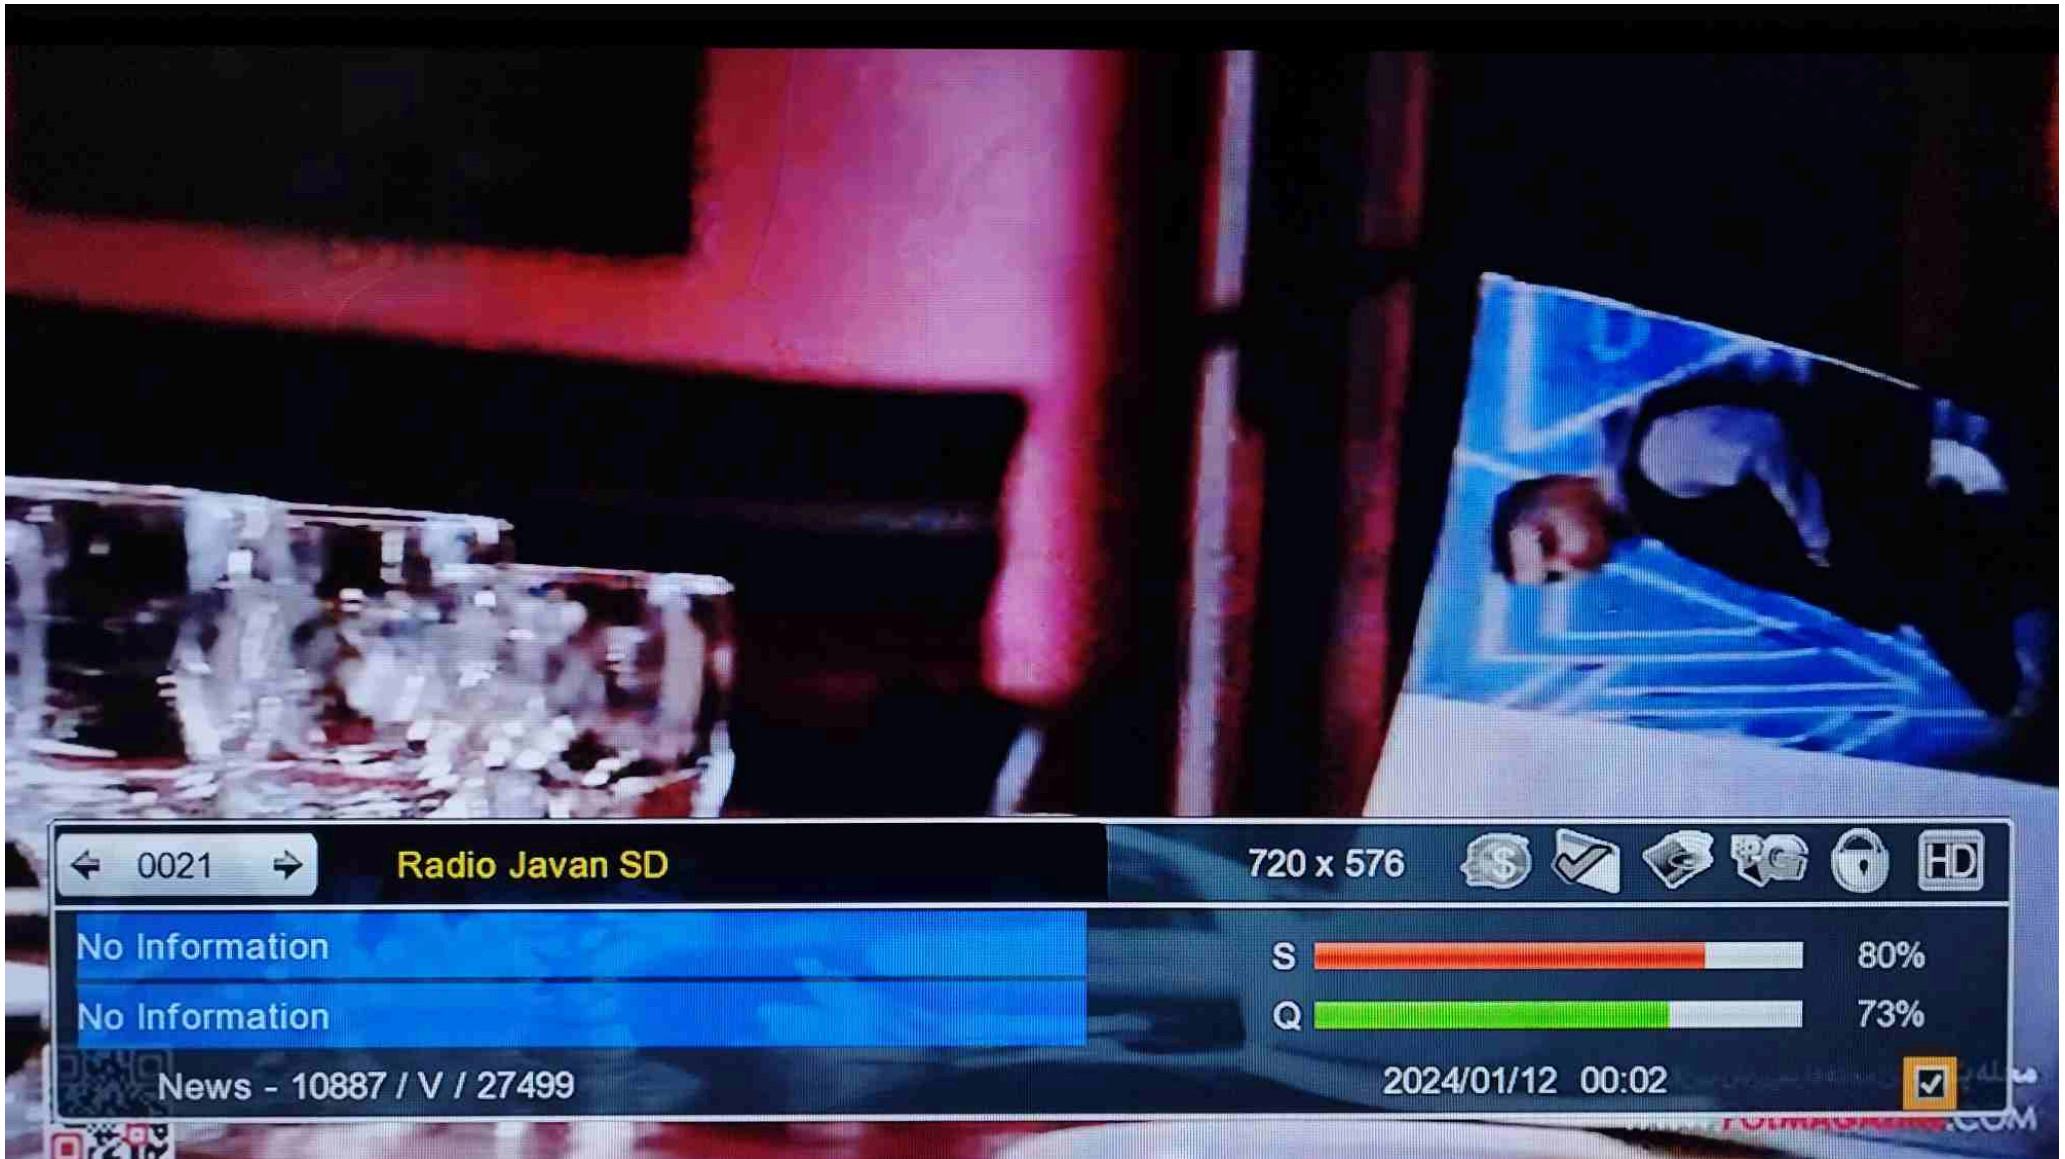 0021 Radio Javan SD 720 x 576 HD
No Information S 80%
No Information Q 73%
News - 10887 / V / 27499 2024/01/12 00:02
.COM